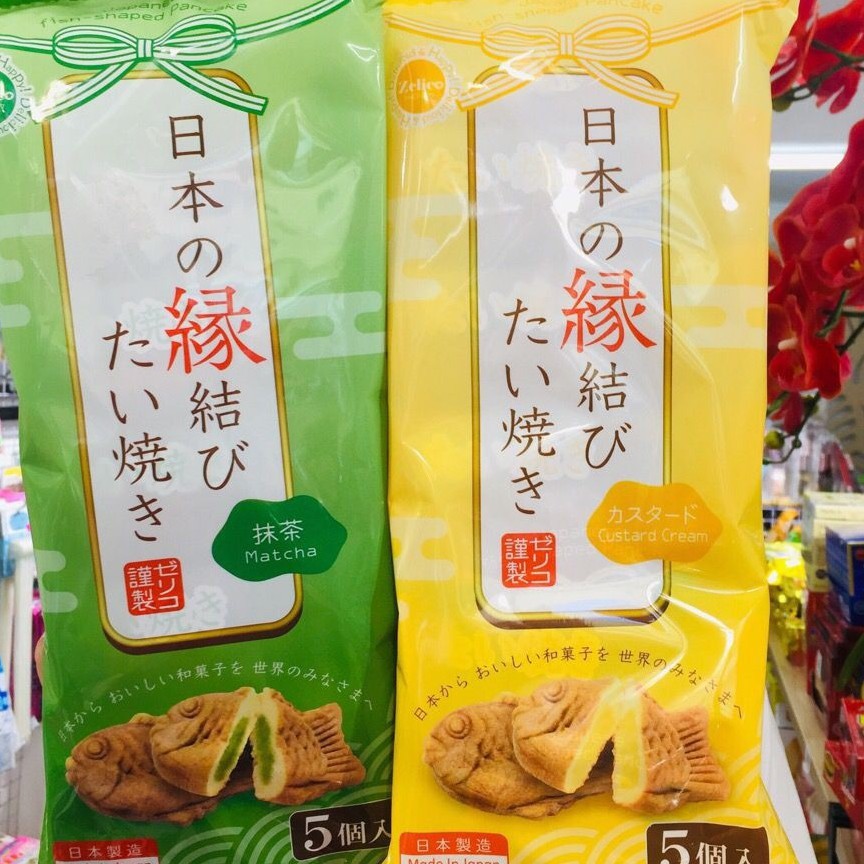 fish-shaped pancake
日本の縁結び
たい焼き
抹茶
Matcha
ゼリコ
謹製
日本から おいしい和菓子を 世界のみなさまへ
5個入
日本製造
Zelico
日本の縁結び
たい焼き
カスタード
Custard Cream
ゼリコ
謹製
日本から おいしい和菓子を 世界のみなさまへ
日本製造
Made In Japan
5個入